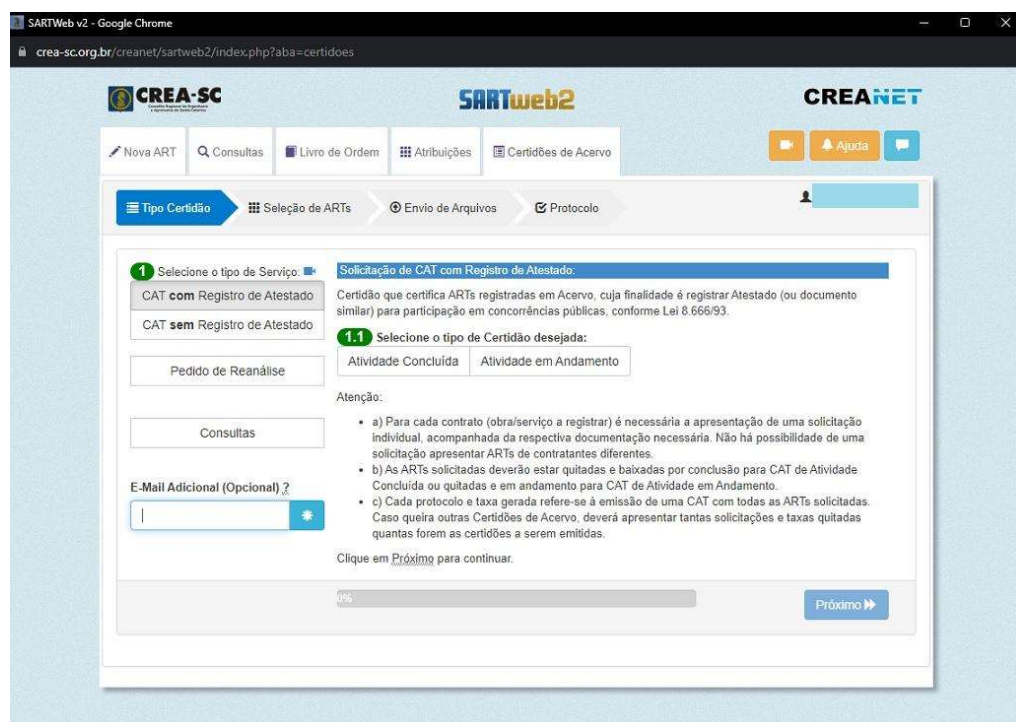 SARTWeb v2 - Google Chrome
crea-sc.org.br/creanet/sartweb2/index.php?aba=certidoes
CREA-SC
SARTweb2
CREANET
Nova ART
Consultas
Livro de Ordem
Atribuições
Certidões de Acervo
Ajuda
Tipo Certidão
Seleção de ARTs
Envio de Arquivos
Protocolo
1 Selecione o tipo de Serviço:
CAT com Registro de Atestado
CAT sem Registro de Atestado
Pedido de Reanálise
Consultas
E-Mail Adicional (Opcional) ?
Solicitação de CAT com Registro de Atestado:
Certidão que certifica ARTs registradas em Acervo, cuja finalidade é registrar Atestado (ou documento
similar) para participação em concorrências públicas, conforme Lei 8.666/93.
1.1 Selecione o tipo de Certidão desejada:
Atividade Concluída
Atividade em Andamento
Atenção:
• a) Para cada contrato (obra/serviço a registrar) é necessária a apresentação de uma solicitação
individual, acompanhada da respectiva documentação necessária. Não há possibilidade de uma
solicitação apresentar ARTs de contratantes diferentes.
• b) As ARTs solicitadas deverão estar quitadas e baixadas por conclusão para CAT de Atividade
Concluída ou quitadas e em andamento para CAT de Atividade em Andamento.
• c) Cada protocolo e taxa gerada refere-se à emissão de uma CAT com todas as ARTs solicitadas.
Caso queira outras Certidões de Acervo, deverá apresentar tantas solicitações e taxas quitadas
quantas forem as certidões a serem emitidas.
Clique em Próximo para continuar.
0%
Próximo